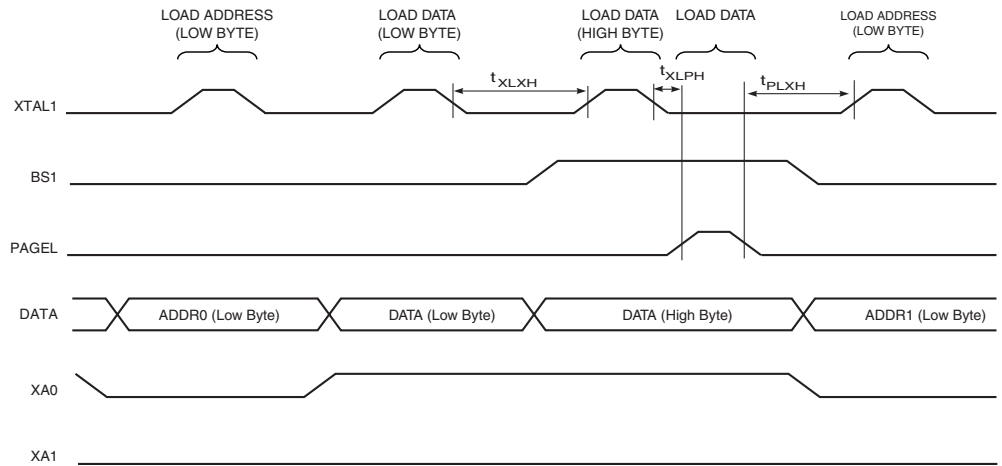 LOAD ADDRESS
(LOW BYTE)
LOAD DATA
(LOW BYTE)
LOAD DATA
(HIGH BYTE)
LOAD DATA
LOAD ADDRESS
(LOW BYTE)
tXLXH
tXLPH
tPLXH
XTAL1
BS1
PAGEL
DATA
ADDR0 (Low Byte)
DATA (Low Byte)
DATA (High Byte)
ADDR1 (Low Byte)
XA0
XA1